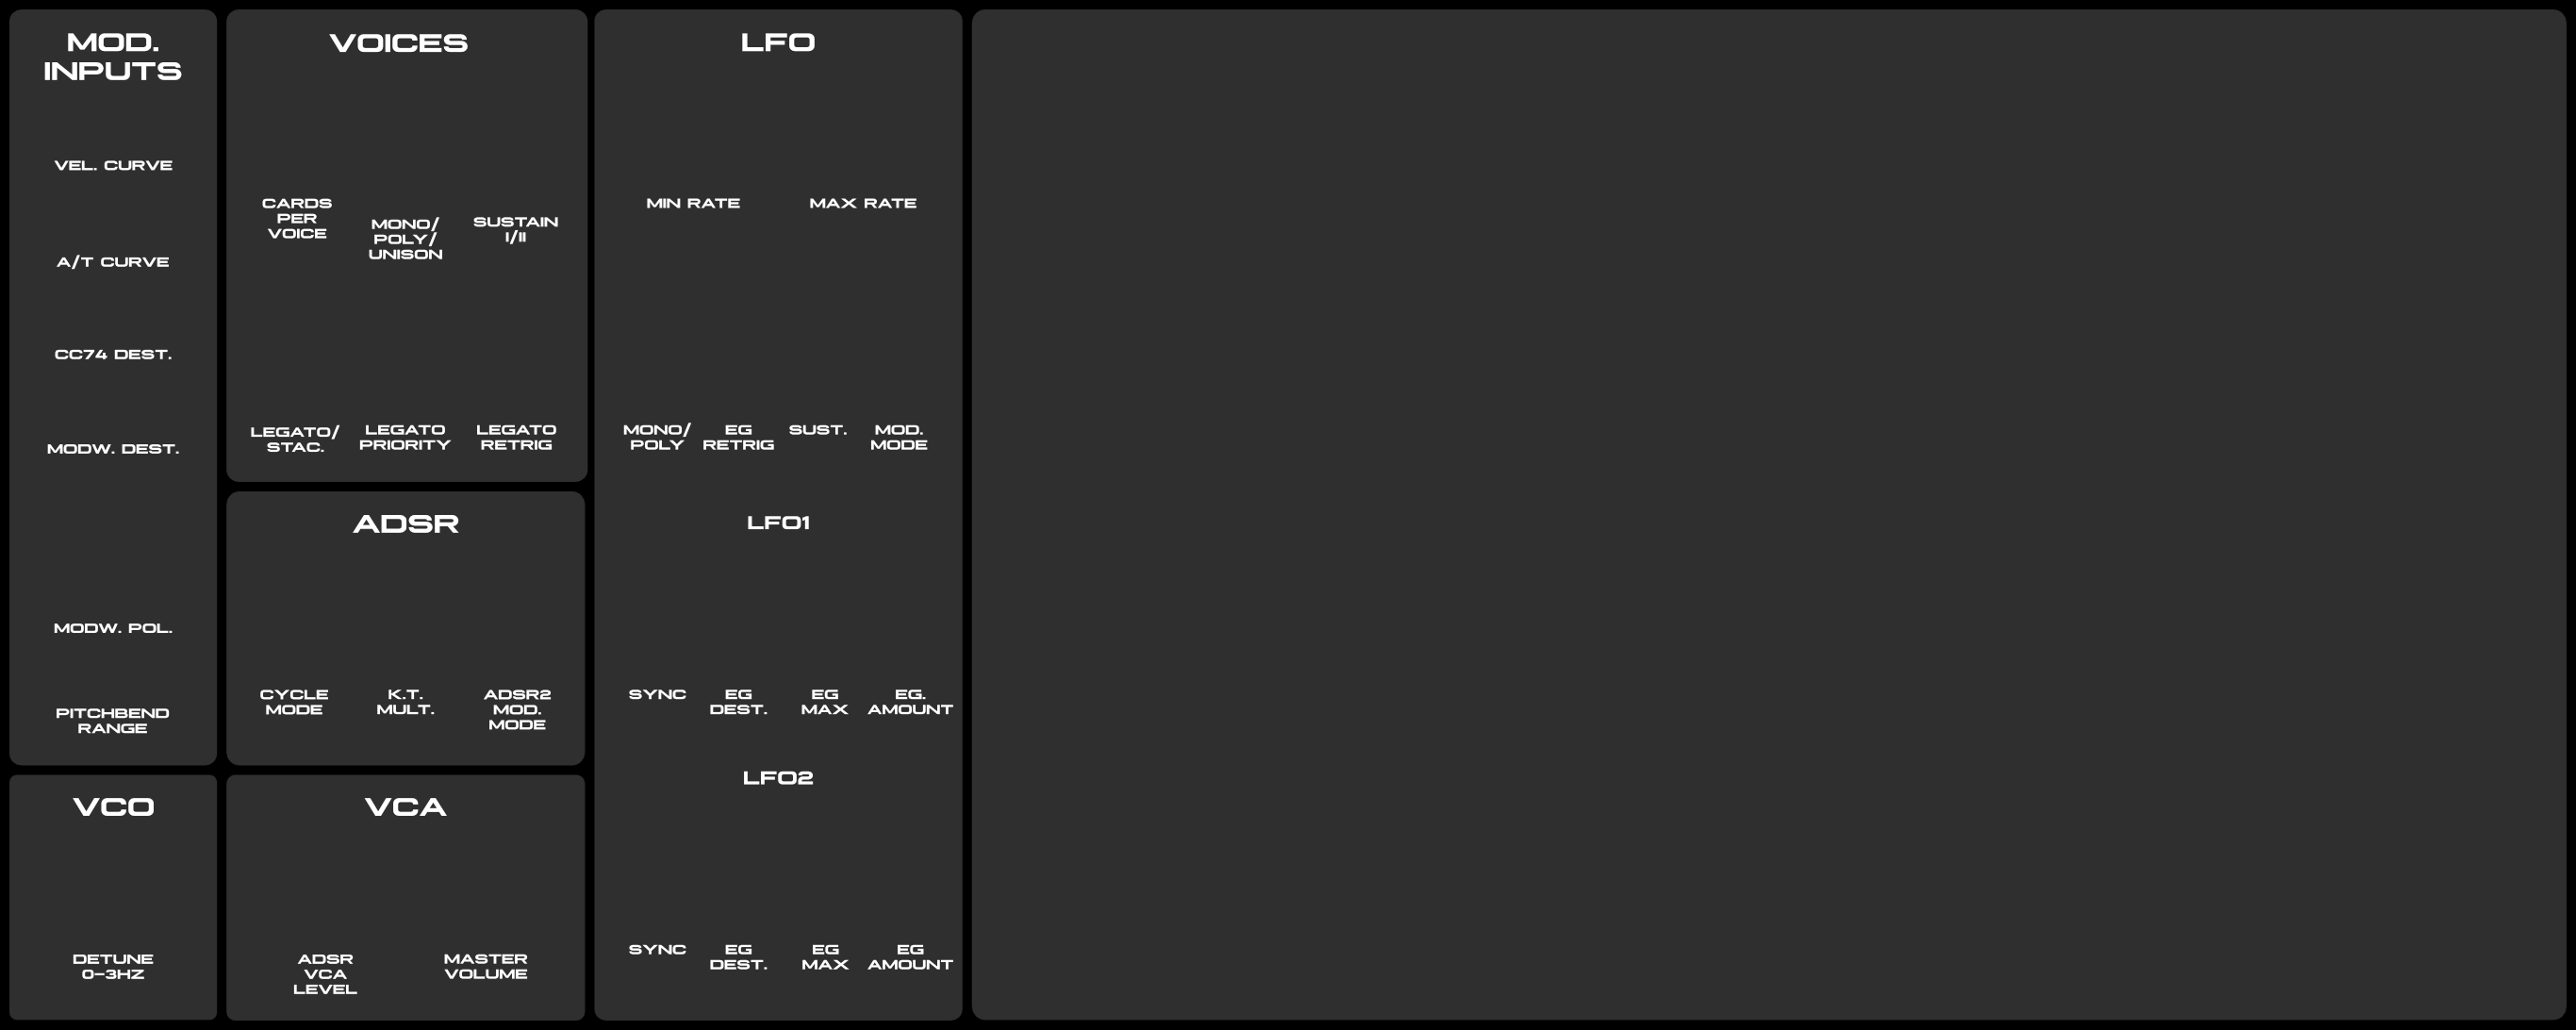 MOD.
INPUTS
VEL. CURVE
A/T CURVE
CC74 DEST.
MODW. DEST.
MODW. POL.
PITCHBEND
RANGE
VCO
DETUNE
0-3HZ
VOICES
CARDS
PER
VOICE
MONO/
POLY/
UNISON
SUSTAIN
I/II
LEGATO/
STAC.
LEGATO
PRIORITY
LEGATO
RETRIG
ADSR
CYCLE
MODE
K.T.
MULT.
ADSR2
MOD.
MODE
VCA
ADSR
VCA
LEVEL
MASTER
VOLUME
LFO
MIN RATE
MAX RATE
MONO/
POLY
EG
RETRIG
SUST.
MOD.
MODE
LFO1
SYNC
EG
DEST.
EG
MAX
EG.
AMOUNT
LFO2
SYNC
EG
DEST.
EG
MAX
EG
AMOUNT